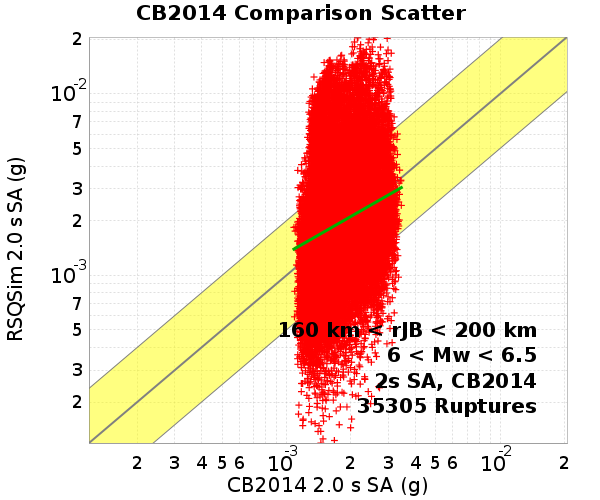 CB2014 Comparison Scatter
RSQSim 2.0 s SA (g)
2
10-2
7
5
3
2
10-3
7
5
3
2
160 km < rJB < 200 km
6 < Mw < 6.5
2s SA, CB2014
35305 Ruptures
2 3 4 5 6 10-3 2 3 4 5 6 10-2 2
CB2014 2.0 s SA (g)